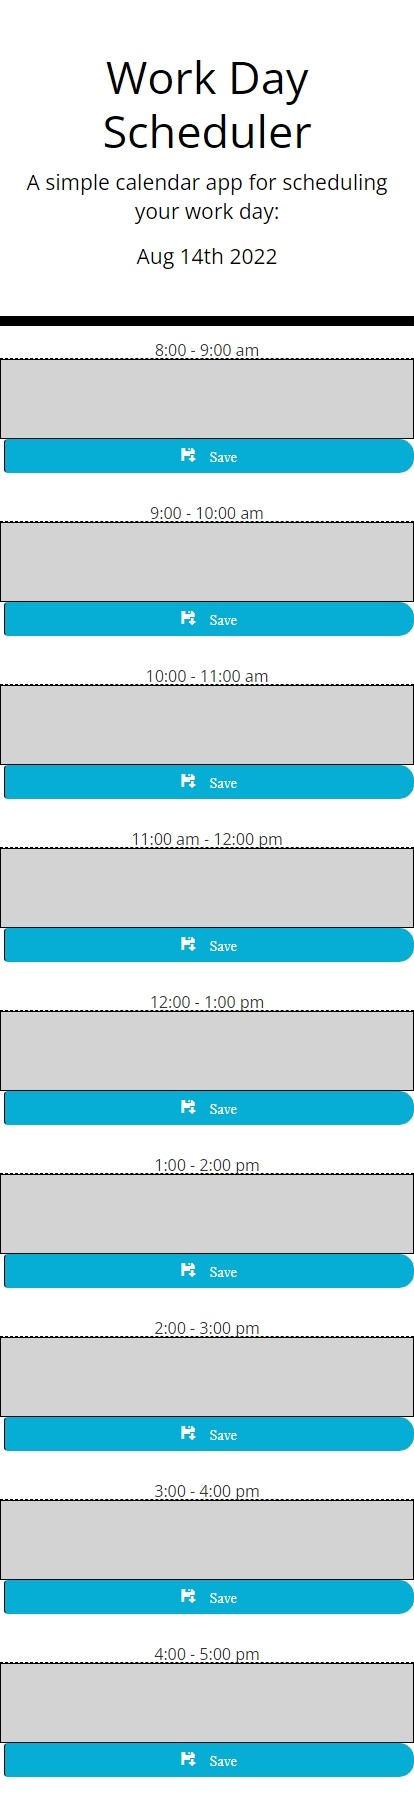 Work Day
Scheduler
A simple calendar app for scheduling
your work day:
Aug 14th 2022
8:00 - 9:00 am
Save
9:00 - 10:00 am
Save
10:00 - 11:00 am
Save
11:00 am - 12:00 pm
Save
12:00 - 1:00 pm
Save
1:00 - 2:00 pm
Save
2:00 - 3:00 pm
Save
3:00 - 4:00 pm
Save
4:00 - 5:00 pm
Save